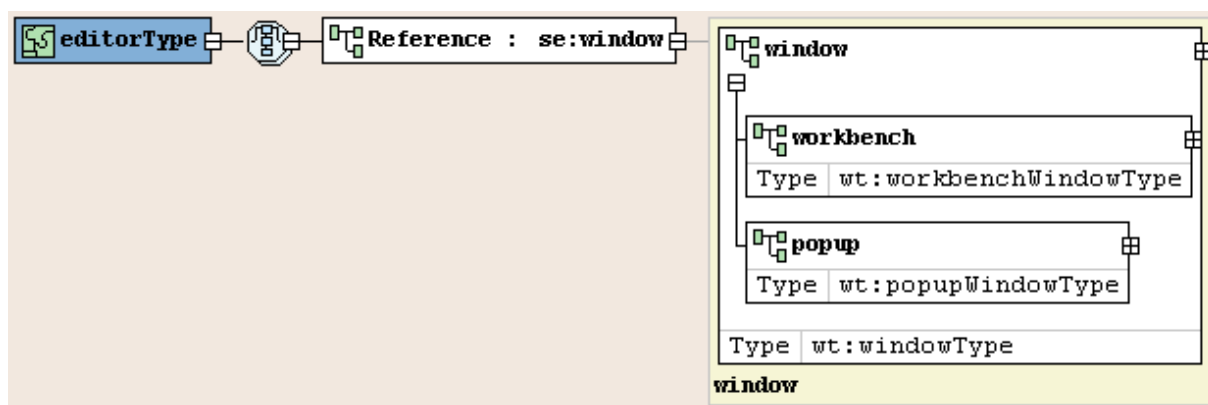 editorType
Reference : se:window
window
workbench
Type wt:workbenchWindowType
popup
Type wt:popupWindowType
Type wt:windowType
window